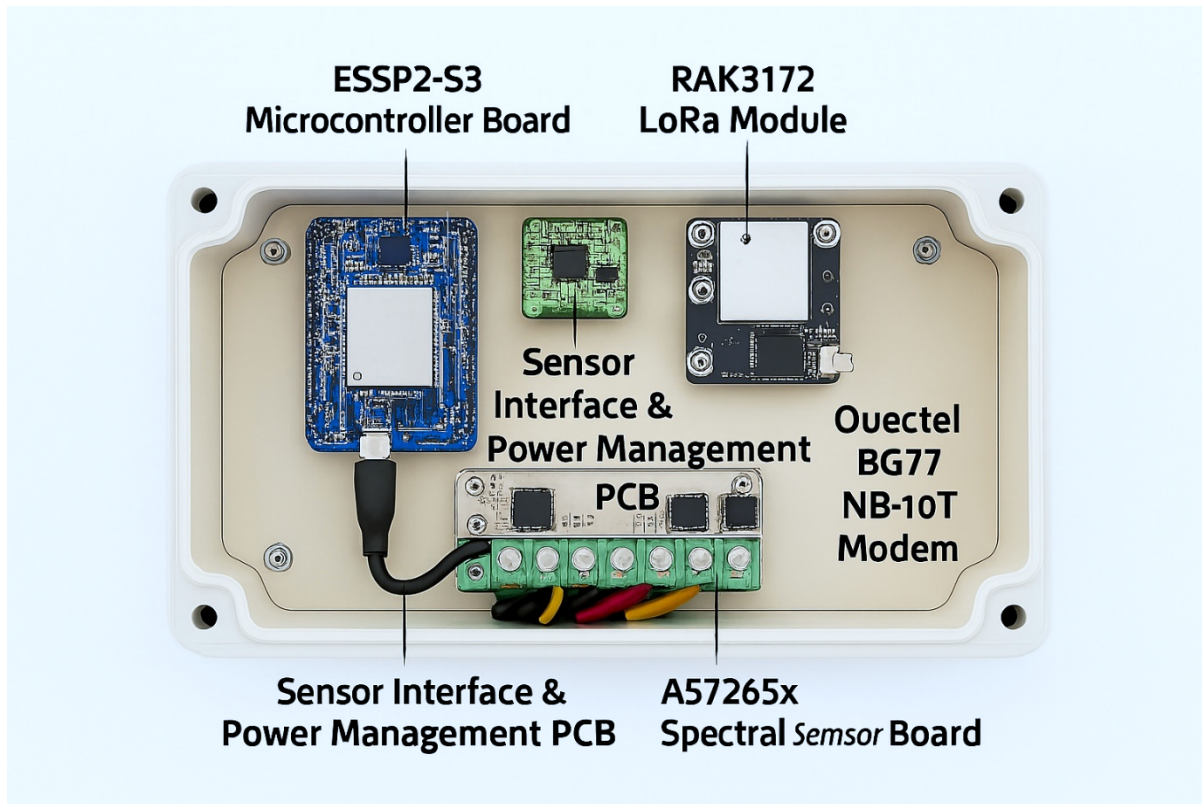 ESSP2-S3
Microcontroller Board
RAK3172
LoRa Module
Sensor
Interface &
Power Management
PCB
Ouectel
BG77
NB-10T
Modem
Sensor Interface &
Power Management PCB
A57265x
Spectral Semsor Board